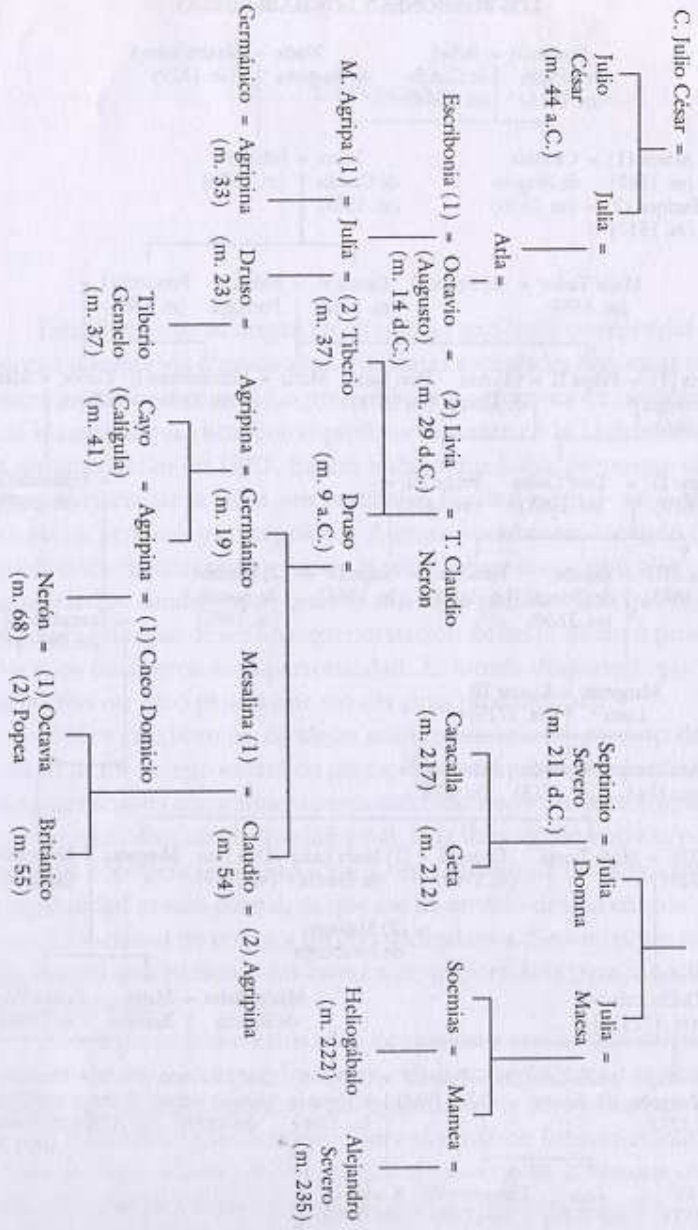 C. Julio César =
Julio Julia = Septimio = Julia Julia =
César Severo Domna Maesa
(m. 44 a.C.) (m. 211 d.C.)
Atla =
Escribonia (1) = Octavio = (2) Livia T. Claudio Caracalla Geta Soemias = Mamea =
(Augusto) (m. 29 d.C.) Nerón (m. 217) (m. 212)
(m. 14 d.C.)
M. Agripa (1) = Julia = (2) Tiberio Druso = Heliogábalo Alejandro
(m. 37) (m. 9 a.C.) (m. 222) Severo
(m. 235)
Germánico = Agripina Druso = Agripina = Germánico Mesalina (1) = Claudio = (2) Agripina
(m. 33) (m. 23) (m. 19) (m. 54)
Tiberio Cayo = Agripina = (1) Cneo Domicio
Gemelo (Calígula)
(m. 37) (m. 41)
Nerón = (1) Octavia Británico
(m. 68) (2) Popea (m. 55)